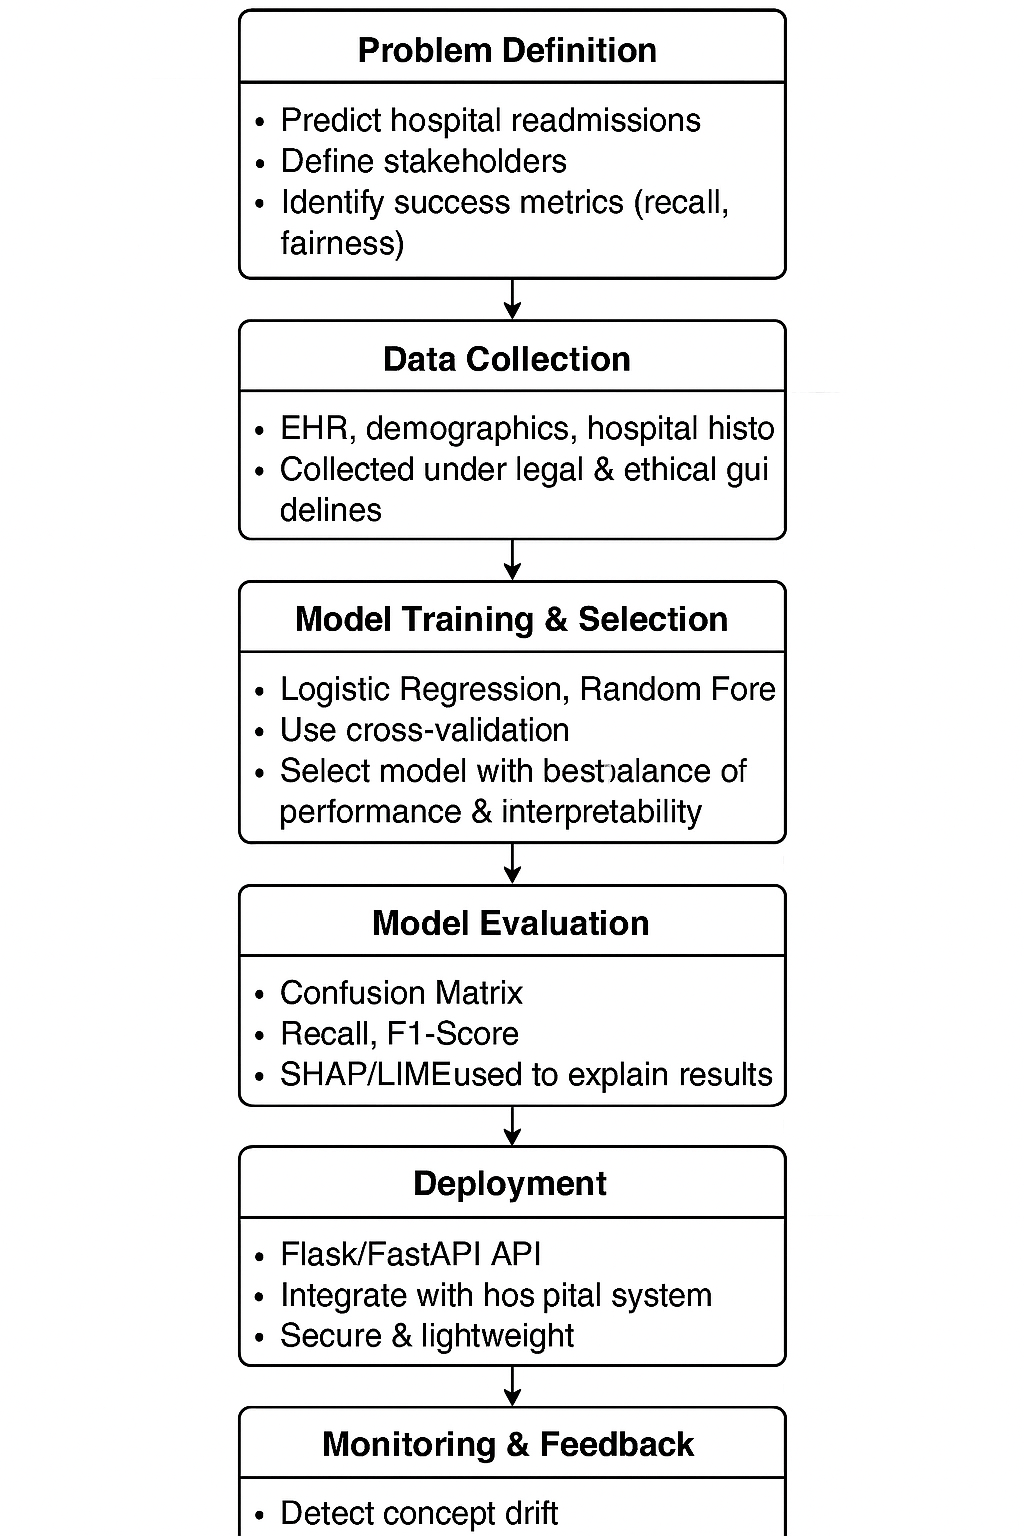 Problem Definition
• Predict hospital readmissions
• Define stakeholders
• Identify success metrics (recall,
fairness)
Data Collection
• EHR, demographics, hospital histo
• Collected under legal & ethical gui
delines
Model Training & Selection
• Logistic Regression, Random Fore
• Use cross-validation
• Select model with best balance of
performance & interpretability
Model Evaluation
• Confusion Matrix
• Recall, F1-Score
• SHAP/LIME used to explain results
Deployment
• Flask/FastAPI API
• Integrate with hos pital system
• Secure & lightweight
Monitoring & Feedback
• Detect concept drift